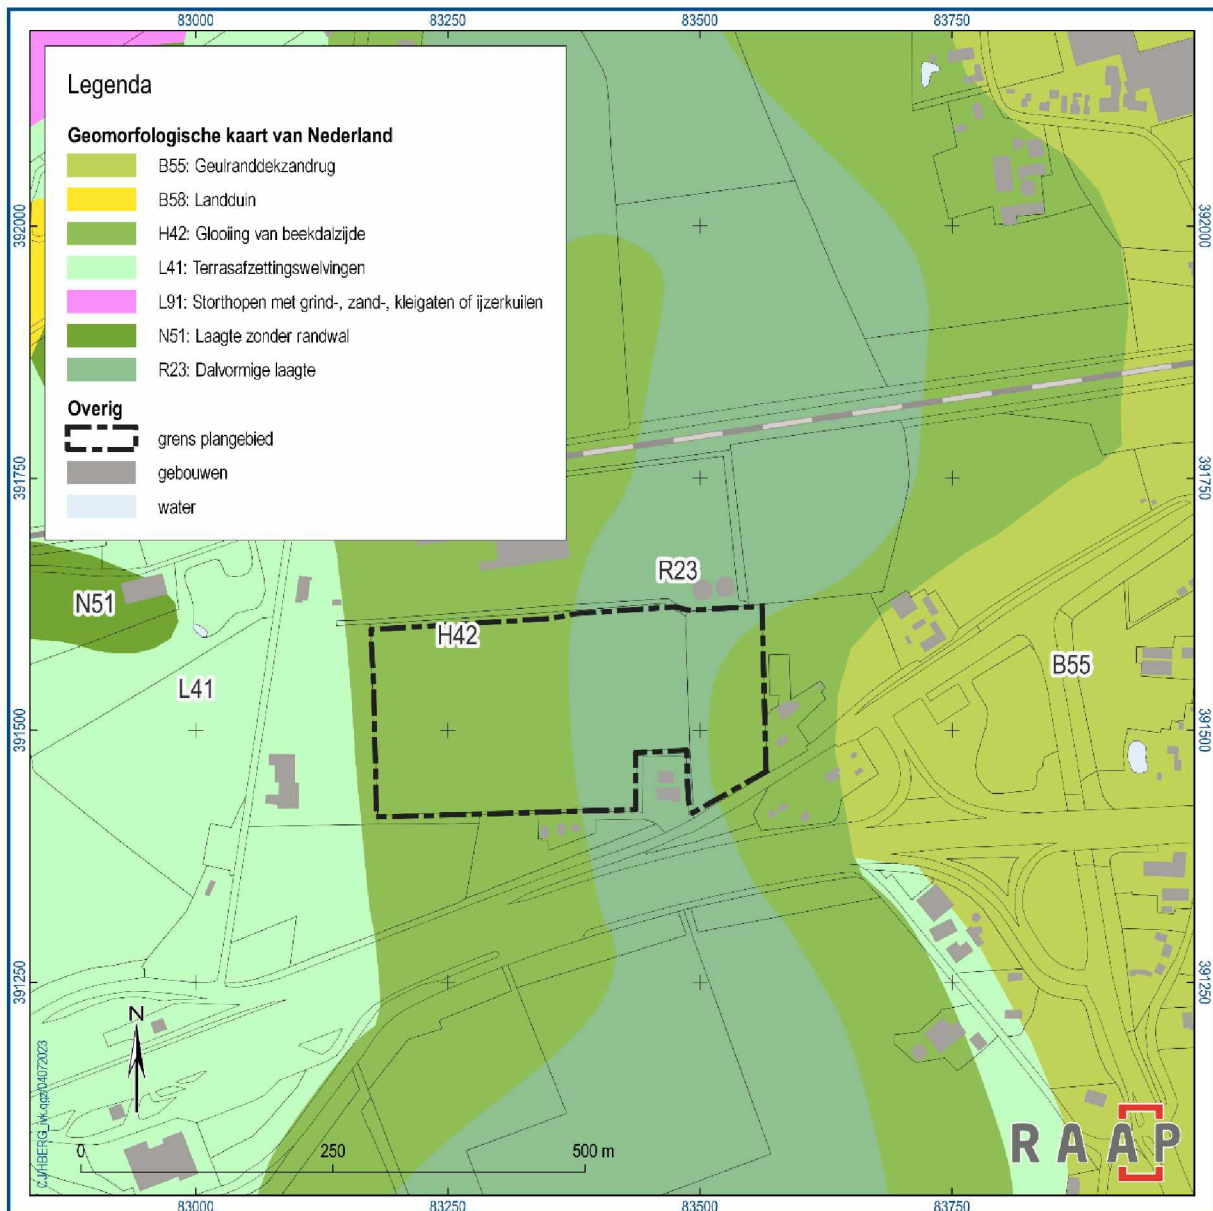 83000 83250 83500 83750
Legenda
Geomorfologische kaart van Nederland
B55: Geulranddekzandrug
B58: Landduin
H42: Glooiing van beekdalzijde
L41: Terrasafzettingswelvingen
L91: Storthopen met grind-, zand-, kleigaten of ijzerkuilen
N51: Laagte zonder randwal
R23: Dalvormige laagte
Overig
grens plangebied
gebouwen
water
392000 392000
391750 391750
R23
N51
H42
L41
B55
391500 391500
391250 391250
N
0 250 500 m
RAAP
83000 83250 83500 83750